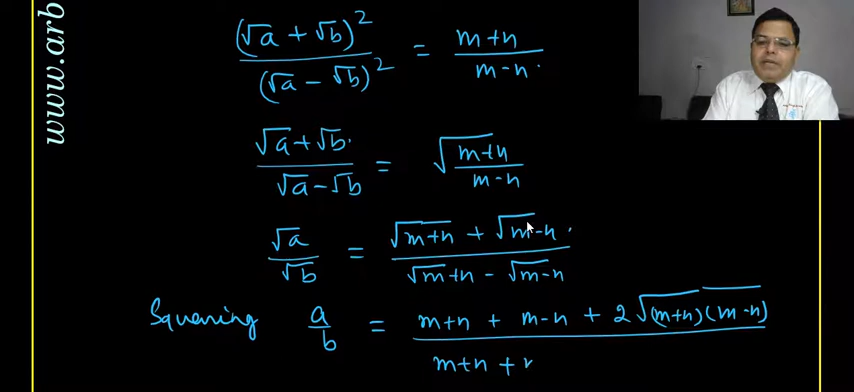 www.arb
(√a + √b)² / (√a − √b)² = m+n / m−n.
√a + √b. / √a − √b = √(m+n / m−n)
√a / √b = √m+n + √m−n. / √m+n − √m−n
Squaring a/b = m+n + m−n + 2√(m+n)(m−n) / m+n +